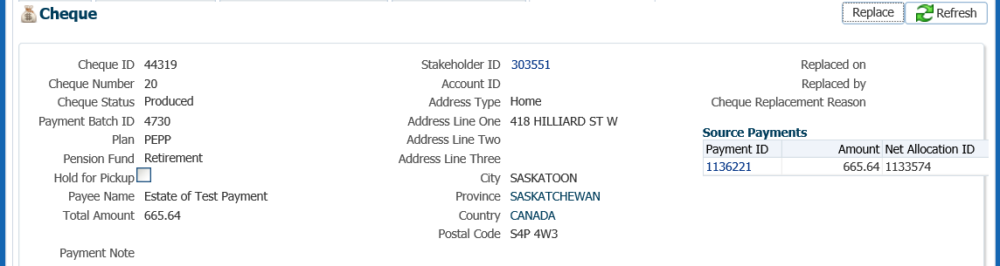 Cheque
Replace
Refresh
Cheque ID 44319
Cheque Number 20
Cheque Status Produced
Payment Batch ID 4730
Plan PEPP
Pension Fund Retirement
Hold for Pickup
Payee Name Estate of Test Payment
Total Amount 665.64
Payment Note
Stakeholder ID 303551
Account ID
Address Type Home
Address Line One 418 HILLIARD ST W
Address Line Two
Address Line Three
City SASKATOON
Province SASKATCHEWAN
Country CANADA
Postal Code S4P 4W3
Replaced on
Replaced by
Cheque Replacement Reason
Source Payments
Payment ID Amount Net Allocation ID
1136221 665.64 1133574